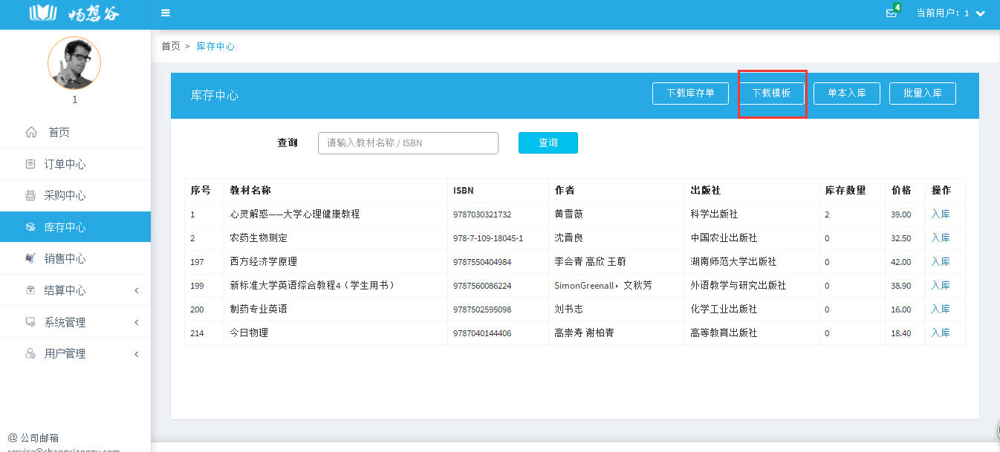 畅想谷
4
当前用户：1
1
首页
订单中心
采购中心
库存中心
销售中心
结算中心
系统管理
用户管理
@ 公司邮箱
service@changxianggu.com
首页 > 库存中心
库存中心
下载库存单 下载模板 单本入库 批量入库
查询 请输入教材名称 / ISBN 查询
序号 教材名称 ISBN 作者 出版社 库存数量 价格 操作
1 心灵解惑——大学心理健康教程 9787030321732 黄雪薇 科学出版社 2 39.00 入库
2 农药生物测定 978-7-109-18045-1 沈晋良 中国农业出版社 0 32.50 入库
197 西方经济学原理 9787550404984 李会青 高欣 王蔚 湖南师范大学出版社 0 42.00 入库
199 新标准大学英语综合教程4（学生用书） 9787560086224 SimonGreenall，文秋芳 外语教学与研究出版社 0 38.90 入库
200 制药专业英语 9787502595098 刘书志 化学工业出版社 0 16.00 入库
214 今日物理 9787040144406 高崇寿 谢柏青 高等教育出版社 0 18.40 入库